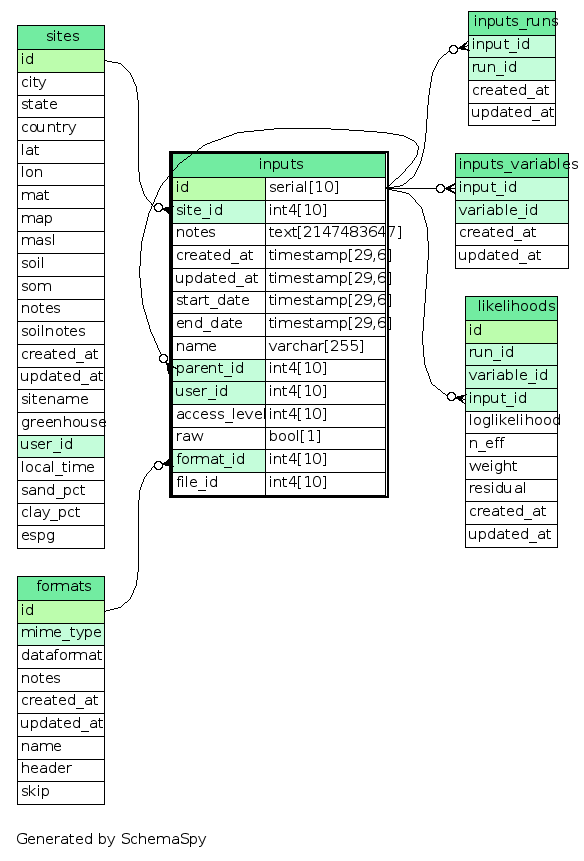 sites
id
city
state
country
lat
lon
mat
map
masl
soil
som
notes
soilnotes
created_at
updated_at
sitename
greenhouse
user_id
local_time
sand_pct
clay_pct
espg
formats
id
mime_type
dataformat
notes
created_at
updated_at
name
header
skip
inputs
id serial[10]
site_id int4[10]
notes text[2147483647]
created_at timestamp[29,6]
updated_at timestamp[29,6]
start_date timestamp[29,6]
end_date timestamp[29,6]
name varchar[255]
parent_id int4[10]
user_id int4[10]
access_level int4[10]
raw bool[1]
format_id int4[10]
file_id int4[10]
inputs_runs
input_id
run_id
created_at
updated_at
inputs_variables
input_id
variable_id
created_at
updated_at
likelihoods
id
run_id
variable_id
input_id
loglikelihood
n_eff
weight
residual
created_at
updated_at
Generated by SchemaSpy